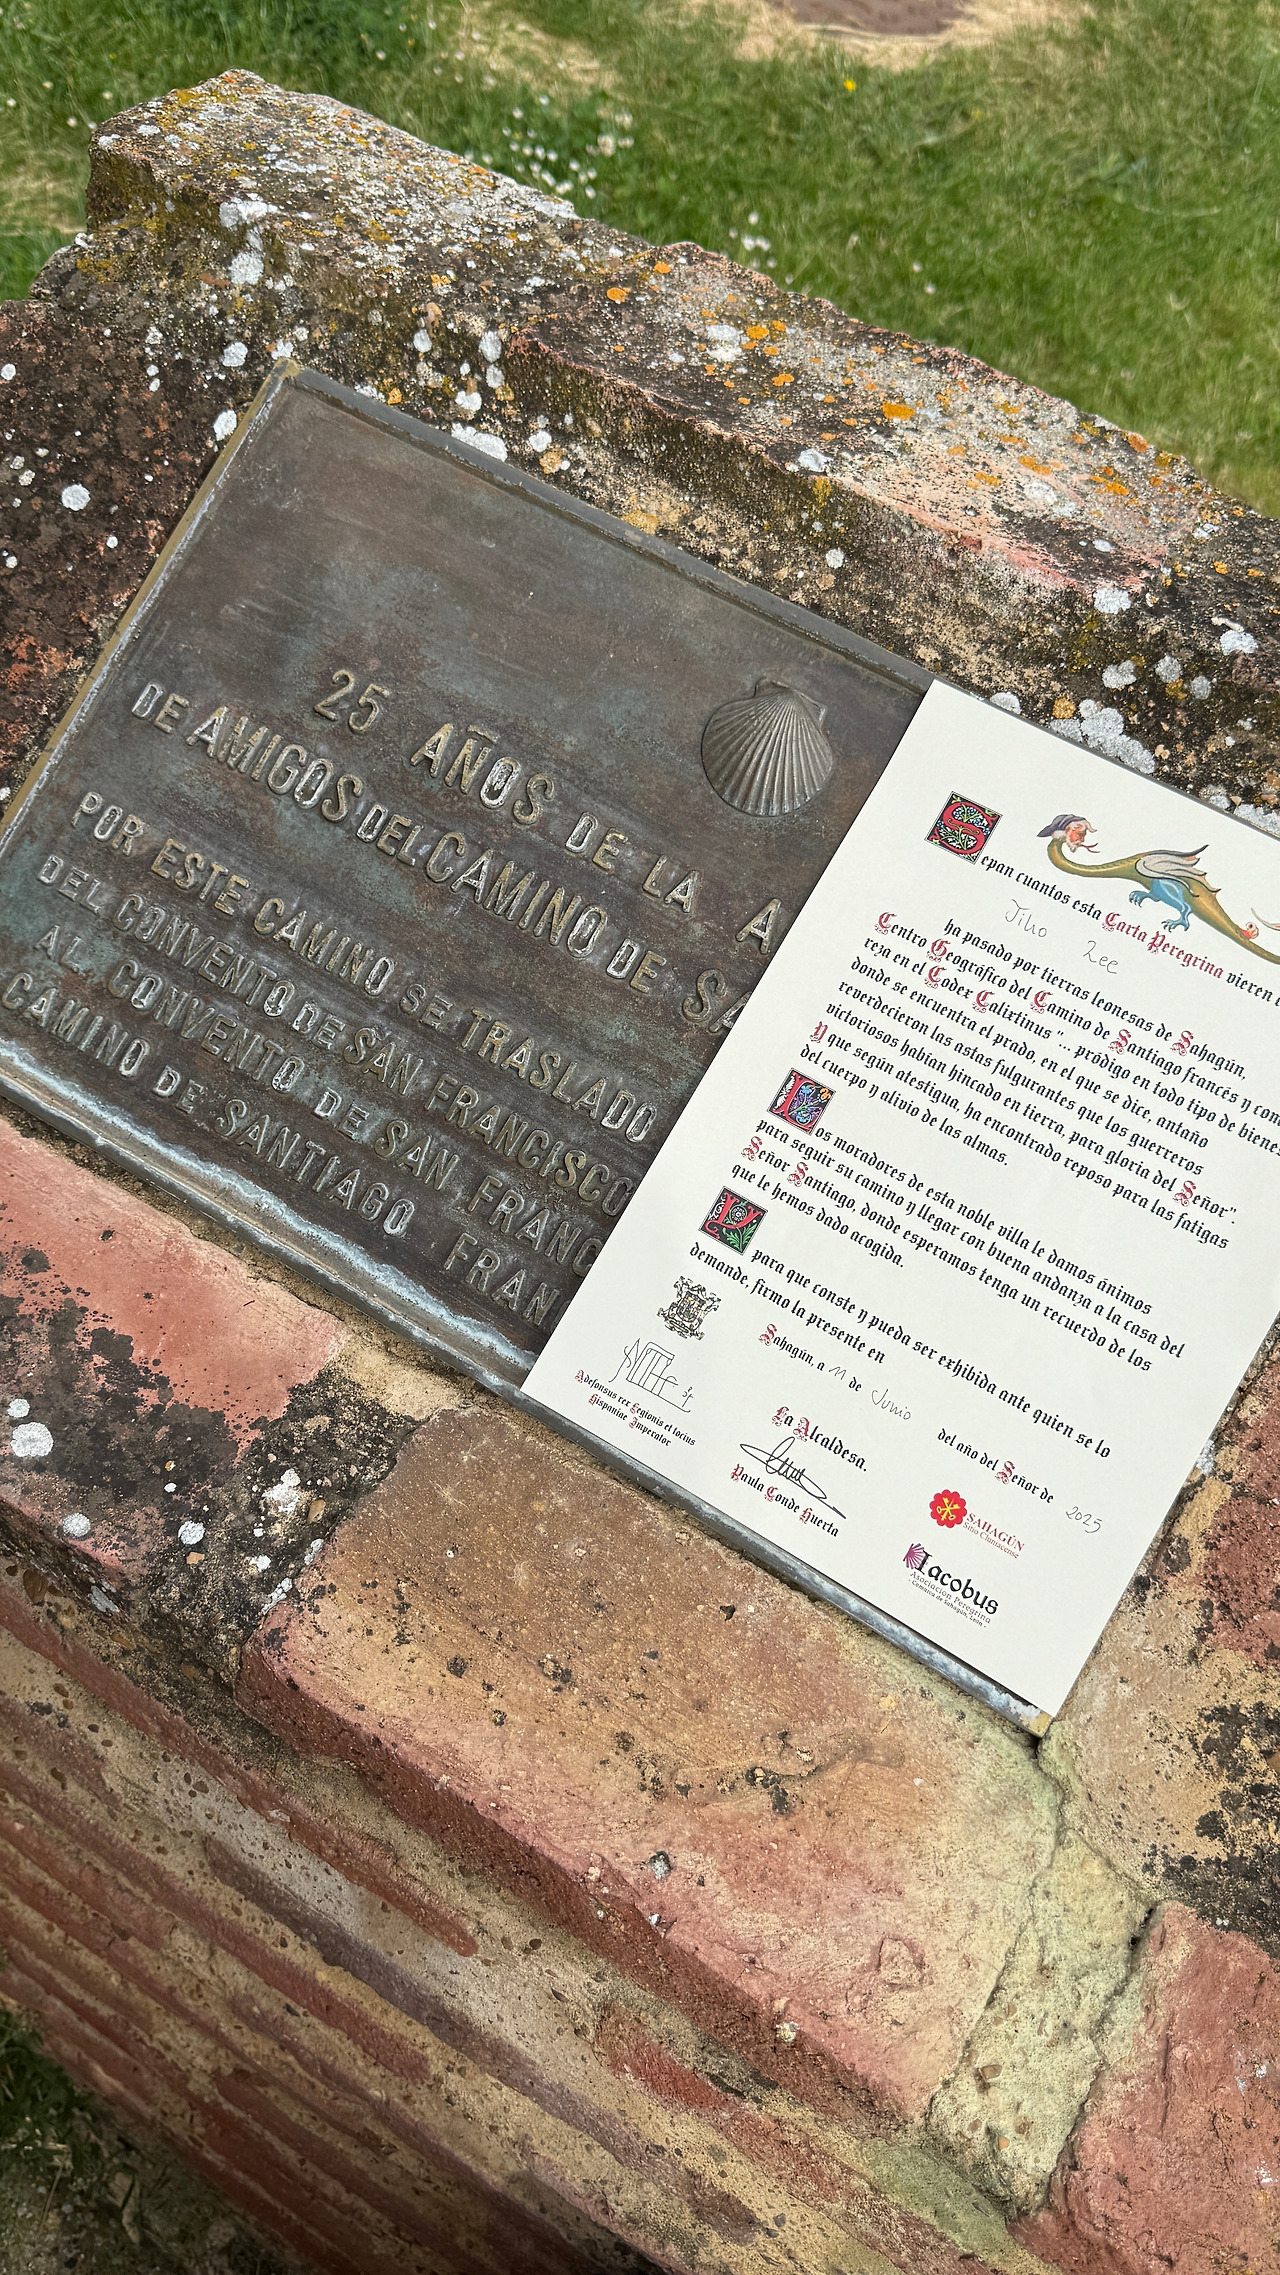 25 AÑOS DE LA A
DE AMIGOS DEL CAMINO DE SA
POR ESTE CAMINO SE TRASLADO
DEL CONVENTO DE SAN FRANCISCO
AL CONVENTO DE SAN FRANC
CAMINO DE SANTIAGO FRAN
Sepan cuantos esta Carta Peregrina vieren
Lee
ha pasado por tierras leonesas de Sahagún,
Centro Geográfico del Camino de Santiago francés y com
reza en el Codex Calixtinus "... pródigo en todo tipo de bienes
donde se encuentra el prado, en el que se dice, antaño
reverdecieron las astas fulgurantes que los guerreros
victoriosos habían hincado en tierra, para gloria del Señor".
Y que según atestigua, ha encontrado reposo para las fatigas
del cuerpo y alivio de las almas.
Los moradores de esta noble villa le damos ánimos
para seguir su camino y llegar con buena andanza a la casa del
Señor Santiago, donde esperamos tenga un recuerdo de los
que le hemos dado acogida.
Y para que conste y pueda ser exhibida ante quien se lo
demande, firmo la presente en
Sahagún, a 11 de Junio del año del Señor de 2025
Adefonsus rex Legionis et tocius
Hispaniae Imperator
La Alcaldesa.
Paula Conde Huerta
SAHAGÚN
Sitio Cluniacense
Iacobus
Asociación Peregrina
- Comarca de Sahagún, León -